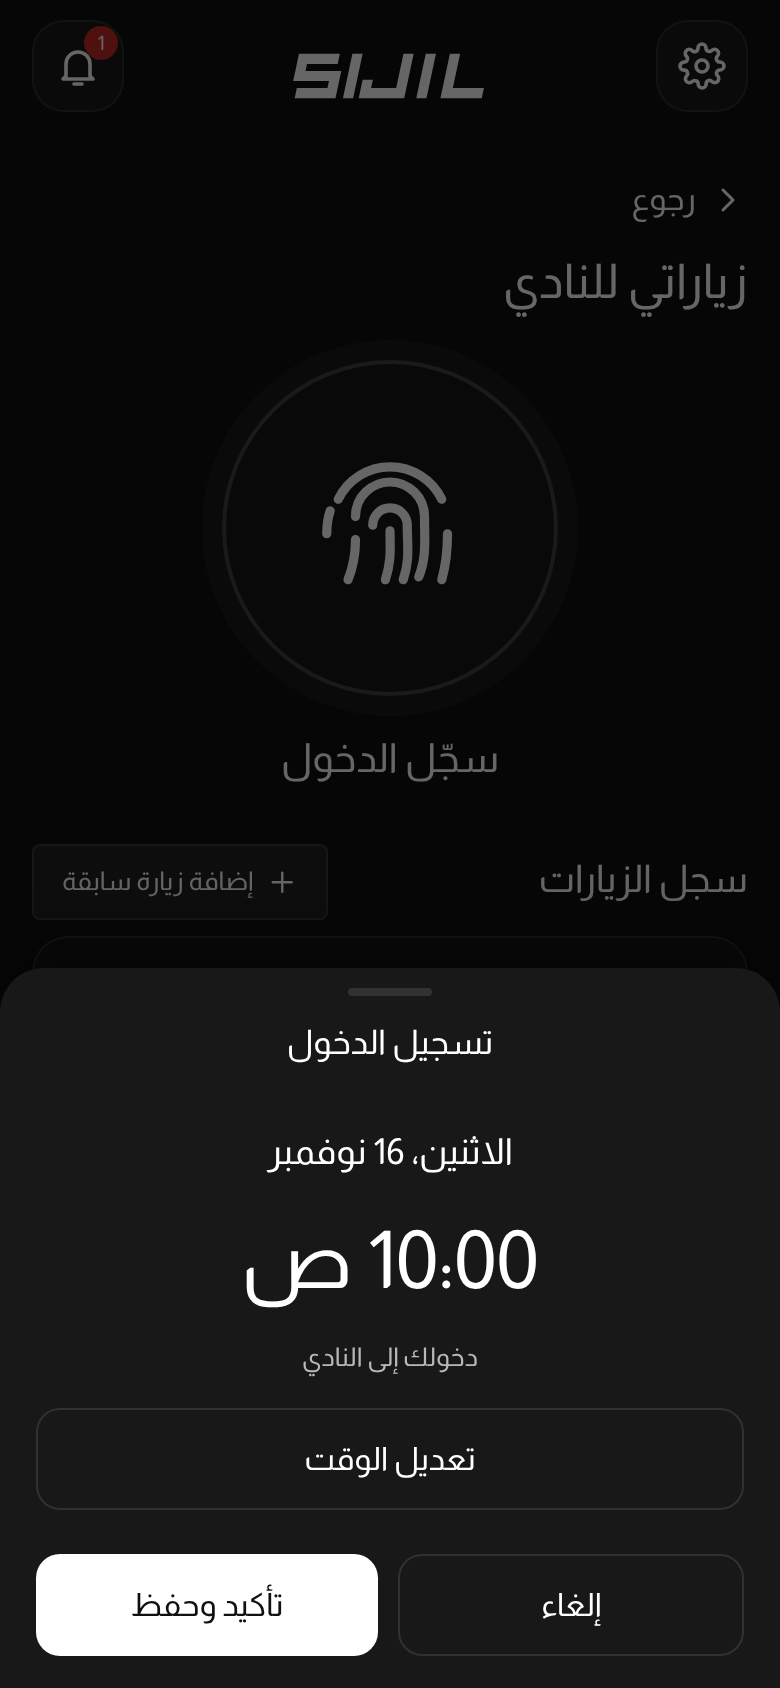 1
SIJIL
رجوع
زياراتي للنادي
سجّل الدخول
سجل الزيارات
+ إضافة زيارة سابقة
تسجيل الدخول
الاثنين، 16 نوفمبر
10:00 ص
دخولك إلى النادي
تعديل الوقت
إلغاء
تأكيد وحفظ